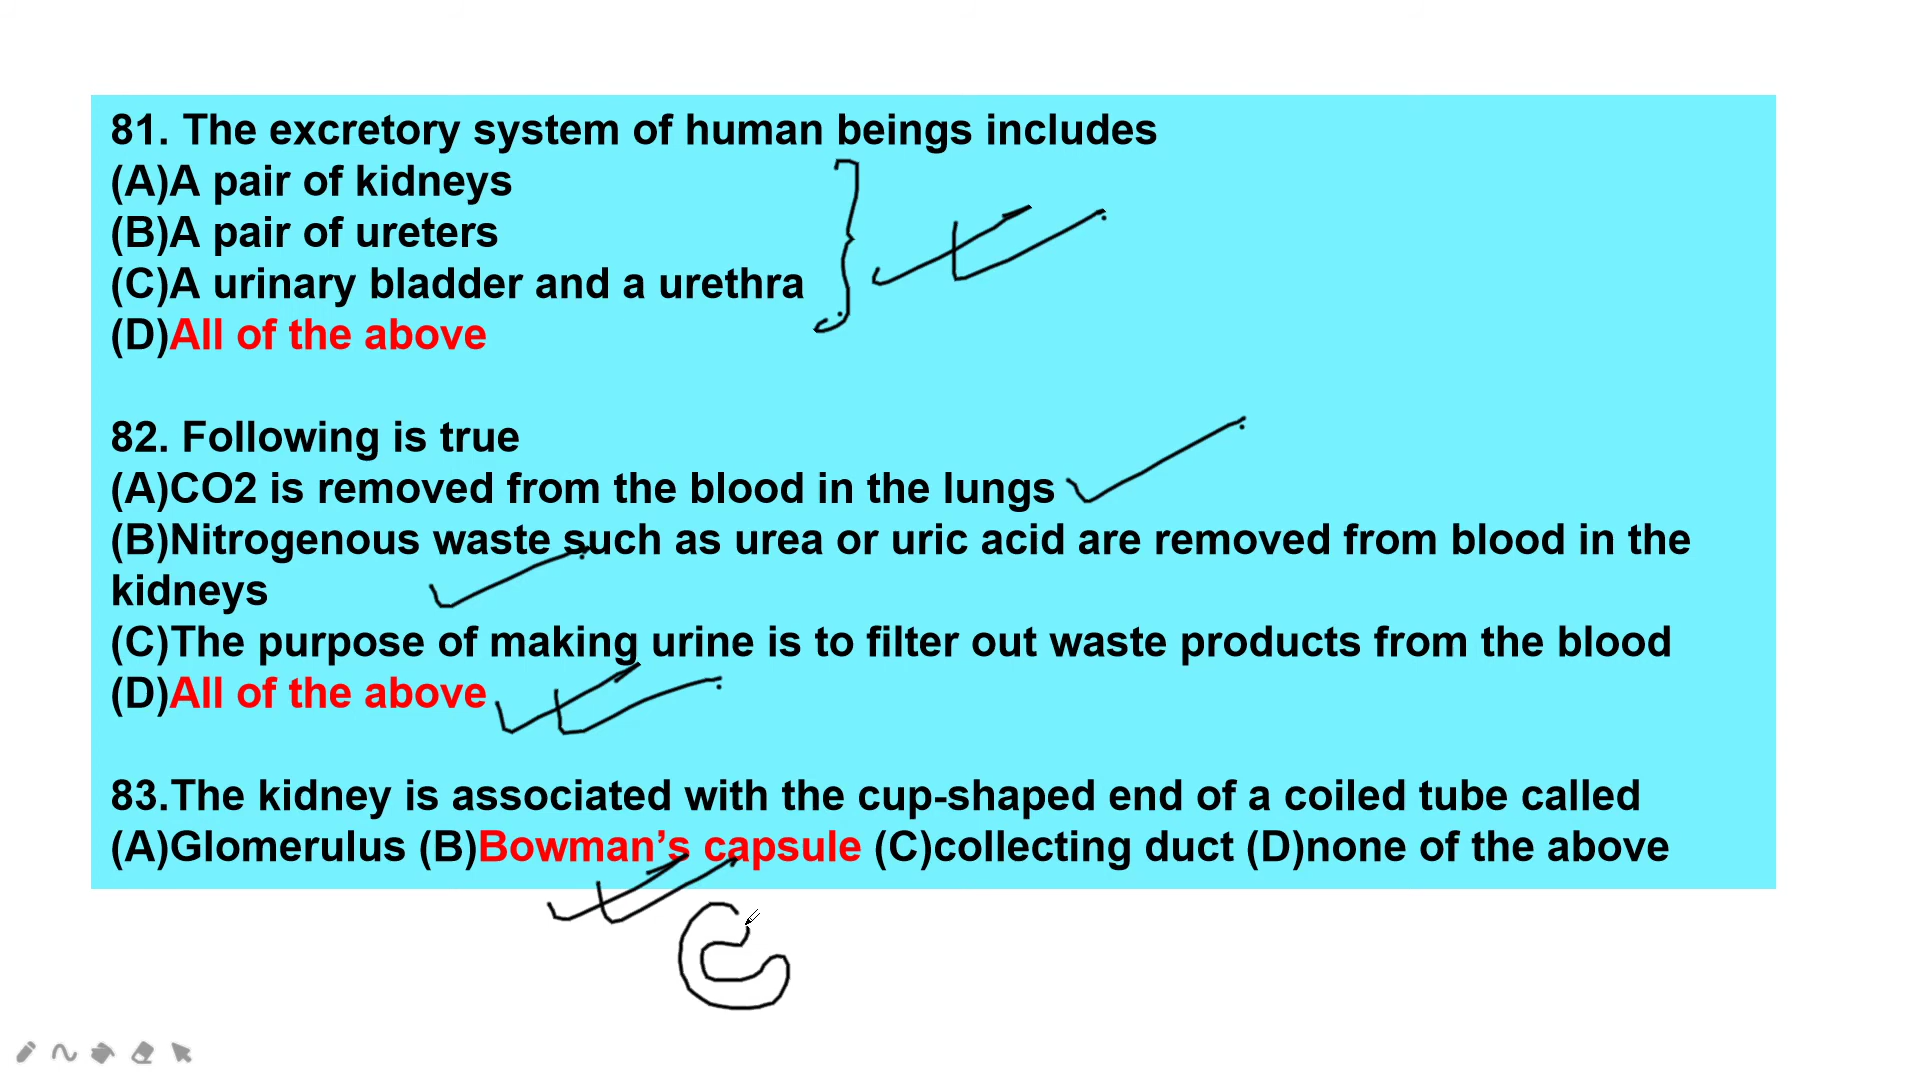 81. The excretory system of human beings includes
(A)A pair of kidneys
(B)A pair of ureters
(C)A urinary bladder and a urethra
(D)All of the above
82. Following is true
(A)CO2 is removed from the blood in the lungs
(B)Nitrogenous waste such as urea or uric acid are removed from blood in the
kidneys
(C)The purpose of making urine is to filter out waste products from the blood
(D)All of the above
83.The kidney is associated with the cup-shaped end of a coiled tube called
(A)Glomerulus (B)Bowman’s capsule (C)collecting duct (D)none of the above